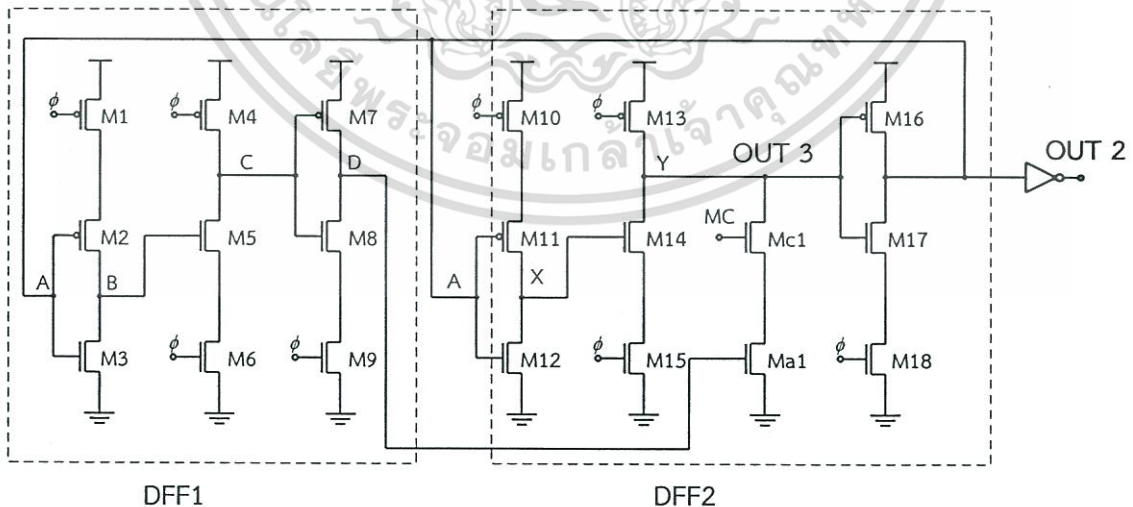 ϕ M1
ϕ M4
M7
ϕ M10
ϕ M13
M16
C
D
Y
OUT 3
OUT 2
M2
M5
M8
M11
M14
MC
Mc1
M17
A
B
A
X
M3
ϕ M6
ϕ M9
M12
ϕ M15
Ma1
ϕ M18
DFF1
DFF2